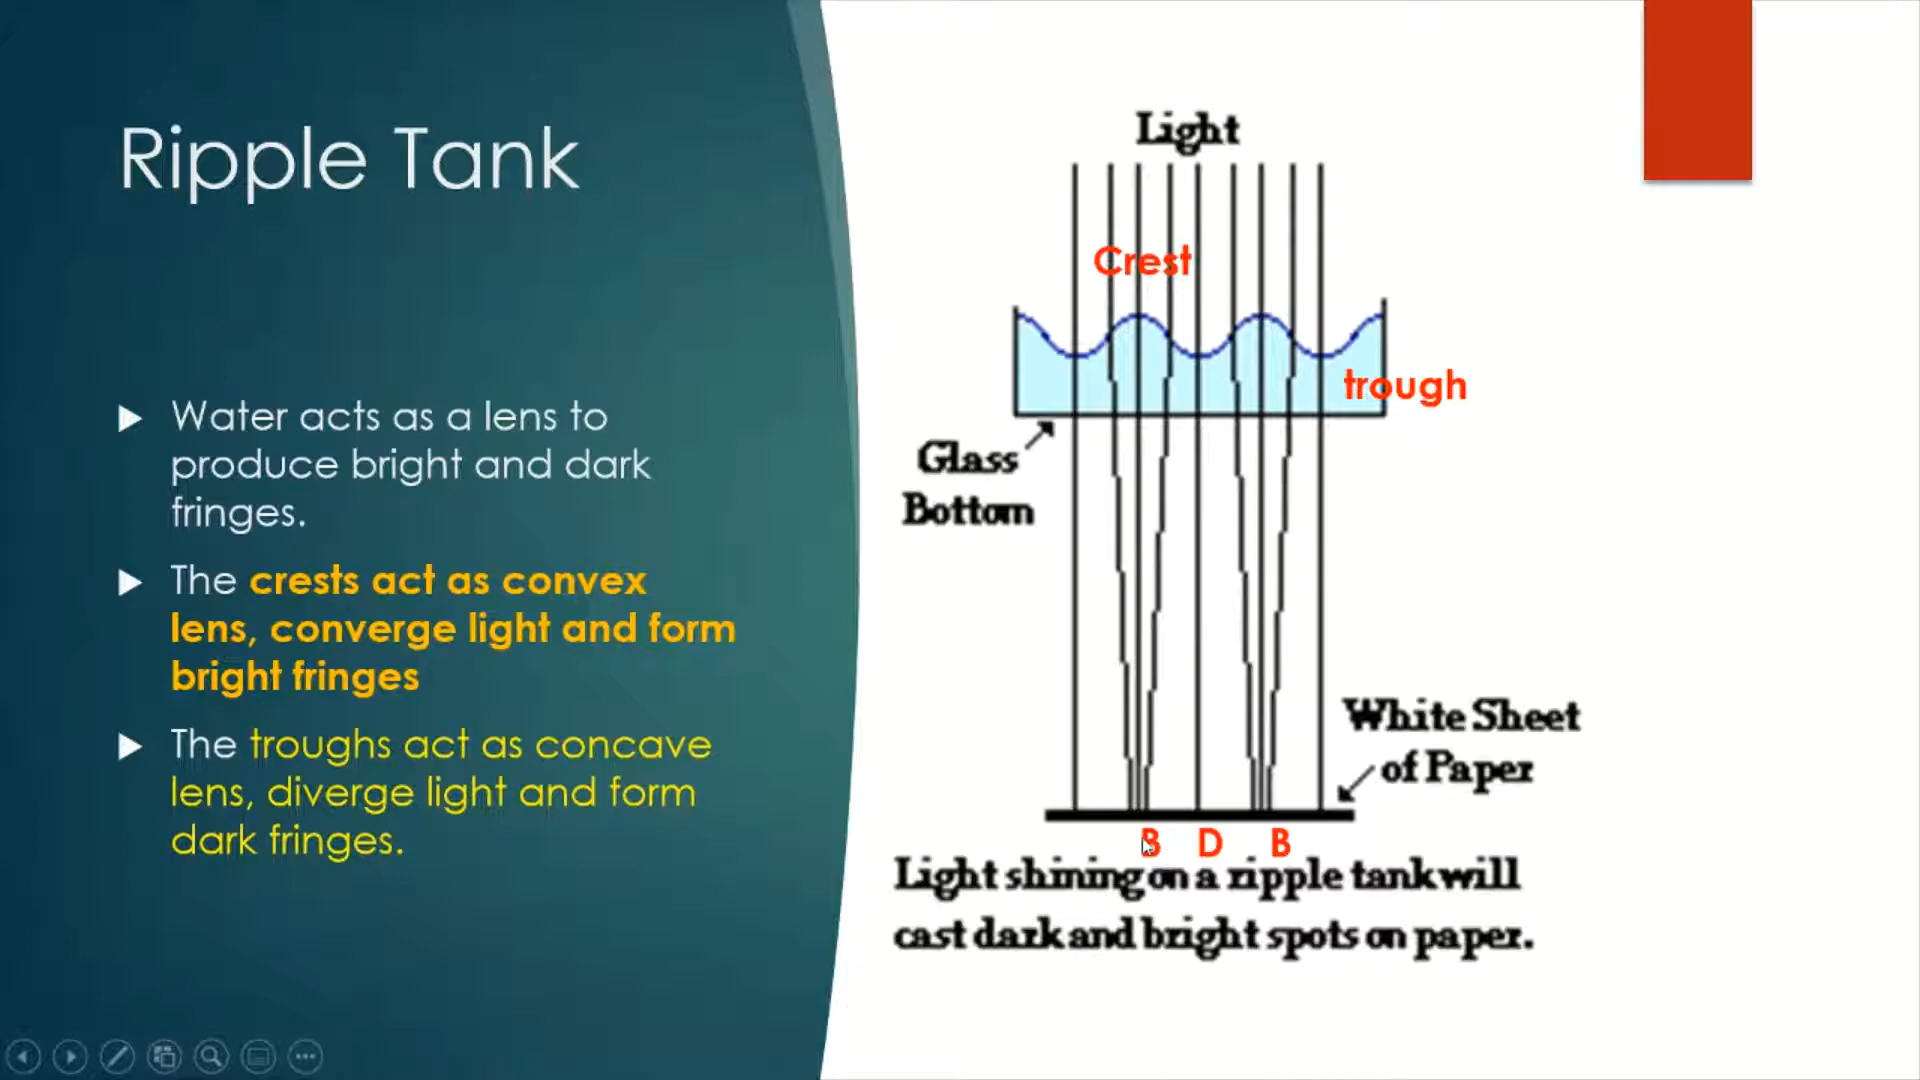 Ripple Tank
Water acts as a lens to
produce bright and dark
fringes.
The crests act as convex
lens, converge light and form
bright fringes
The troughs act as concave
lens, diverge light and form
dark fringes.
Light
Crest
trough
Glass
Bottom
White Sheet
of Paper
B D B
Light shining on a ripple tank will
cast dark and bright spots on paper.